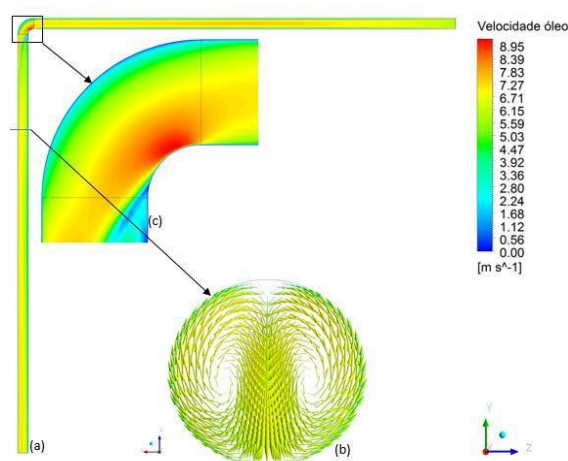 Velocidade óleo
8.95
8.39
7.83
7.27
6.71
6.15
5.59
5.03
4.47
3.92
3.36
2.80
2.24
1.68
1.12
0.56
0.00
[m s^-1]
(c)
(a)
(b)
Y
Z